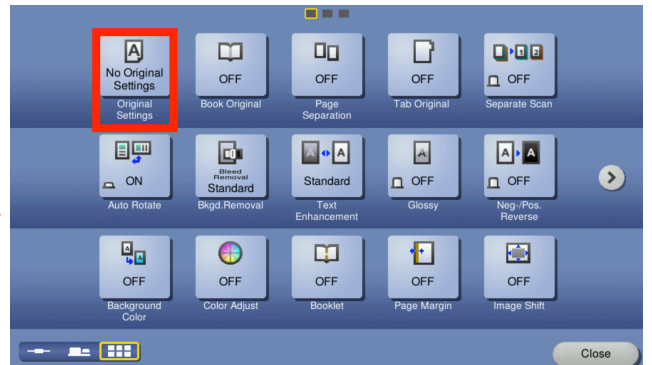 A
No Original
Settings
OFF
OFF
OFF
1 2
OFF
Original
Settings
Book Original
Page
Separation
Tab Original
Separate Scan
ON
Bleed
Removal
Standard
A A
Standard
A
OFF
A A
OFF
Auto Rotate
Bkgd.Removal
Text
Enhancement
Glossy
Neg-/Pos.
Reverse
A A
OFF
OFF
OFF
OFF
OFF
Background
Color
Color Adjust
Booklet
Page Margin
Image Shift
Close